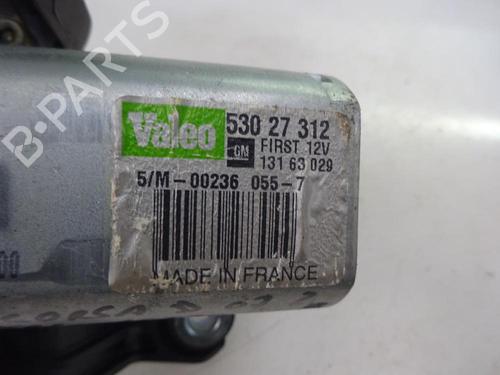 B-PARTS
Valeo 530 27 312
GM FIRST 12V
131 63 029
5/M-00236 055-7
MADE IN FRANCE